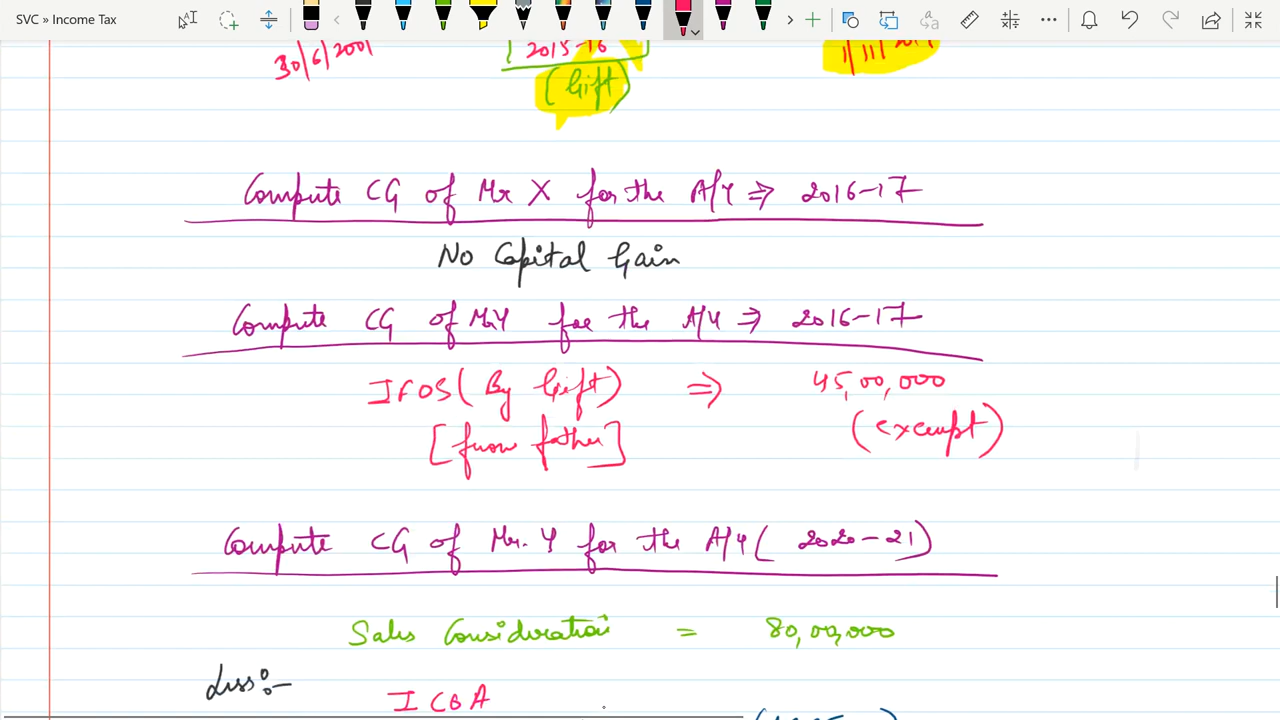 SVC » Income Tax
30/6/2001
2015-16
(Gift)
Compute CG of Mr X for the A/Y ⇒ 2016-17
No Capital Gain
Compute CG of Mr.Y for the A/Y ⇒ 2016-17
IFOS (By Gift) ⇒ 45,00,000
[from father] (exempt)
Compute CG of Mr. Y for the A/Y (2020-21)
Sales Consideration = 80,00,000
Less:-
ICOA